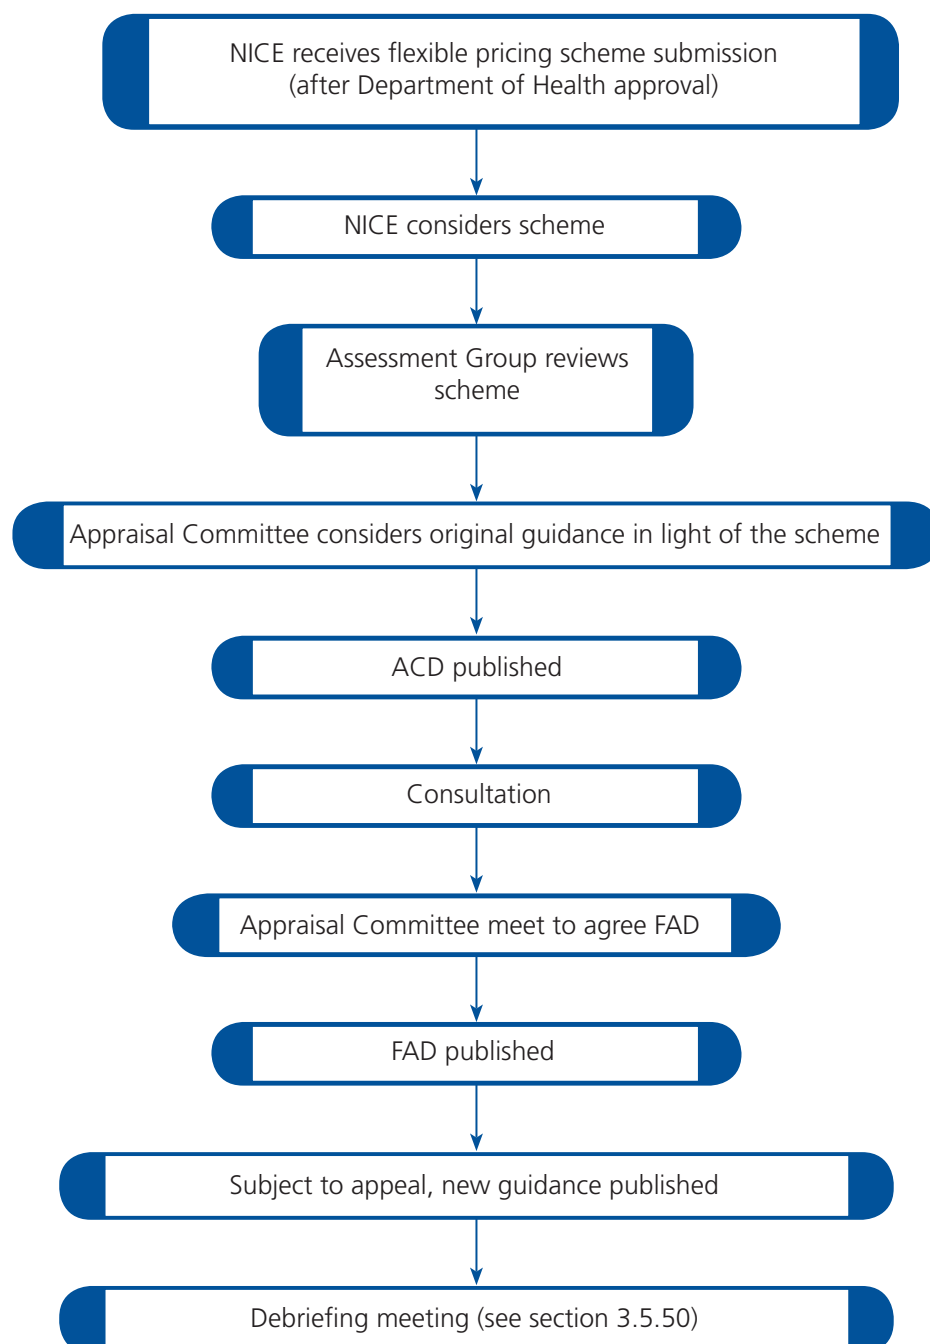 NICE receives flexible pricing scheme submission
(after Department of Health approval)
NICE considers scheme
Assessment Group reviews
scheme
Appraisal Committee considers original guidance in light of the scheme
ACD published
Consultation
Appraisal Committee meet to agree FAD
FAD published
Subject to appeal, new guidance published
Debriefing meeting (see section 3.5.50)